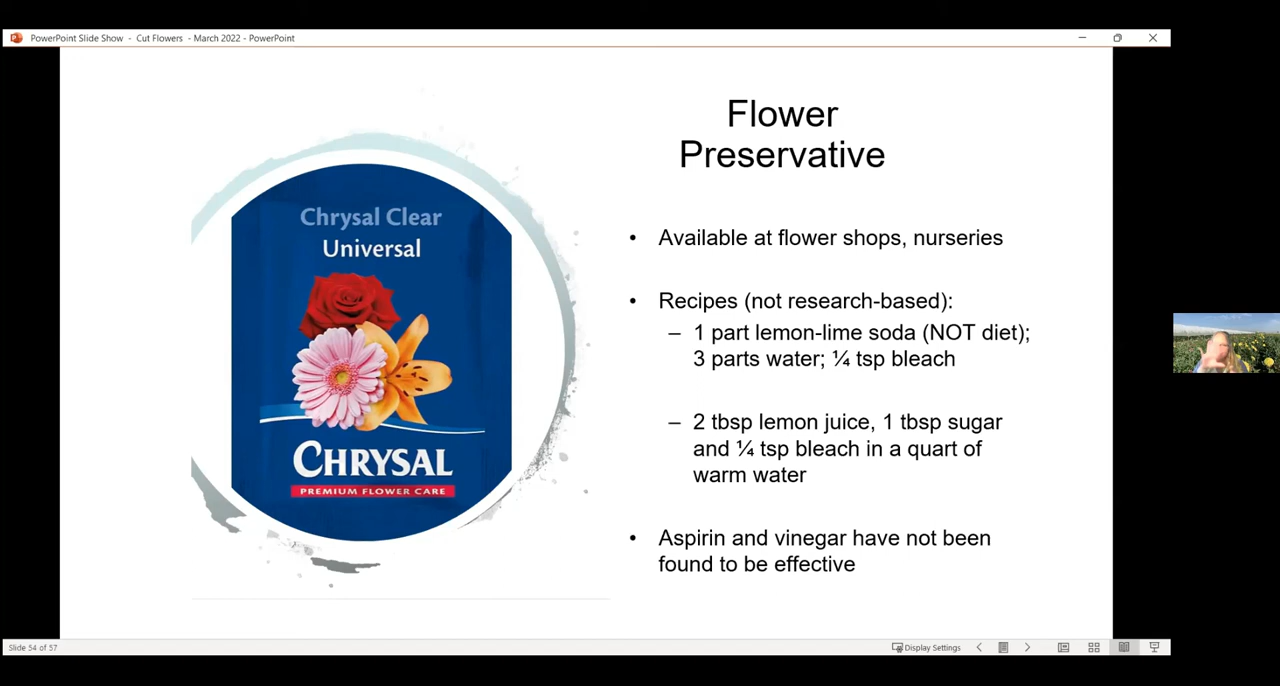 PowerPoint Slide Show - Cut Flowers - March 2022 - PowerPoint
Flower
Preservative
Chrysal Clear
Universal
CHRYSAL
PREMIUM FLOWER CARE
• Available at flower shops, nurseries
• Recipes (not research-based):
– 1 part lemon-lime soda (NOT diet);
3 parts water; ¼ tsp bleach
– 2 tbsp lemon juice, 1 tbsp sugar
and ¼ tsp bleach in a quart of
warm water
• Aspirin and vinegar have not been
found to be effective
Slide 54 of 57
Display Settings